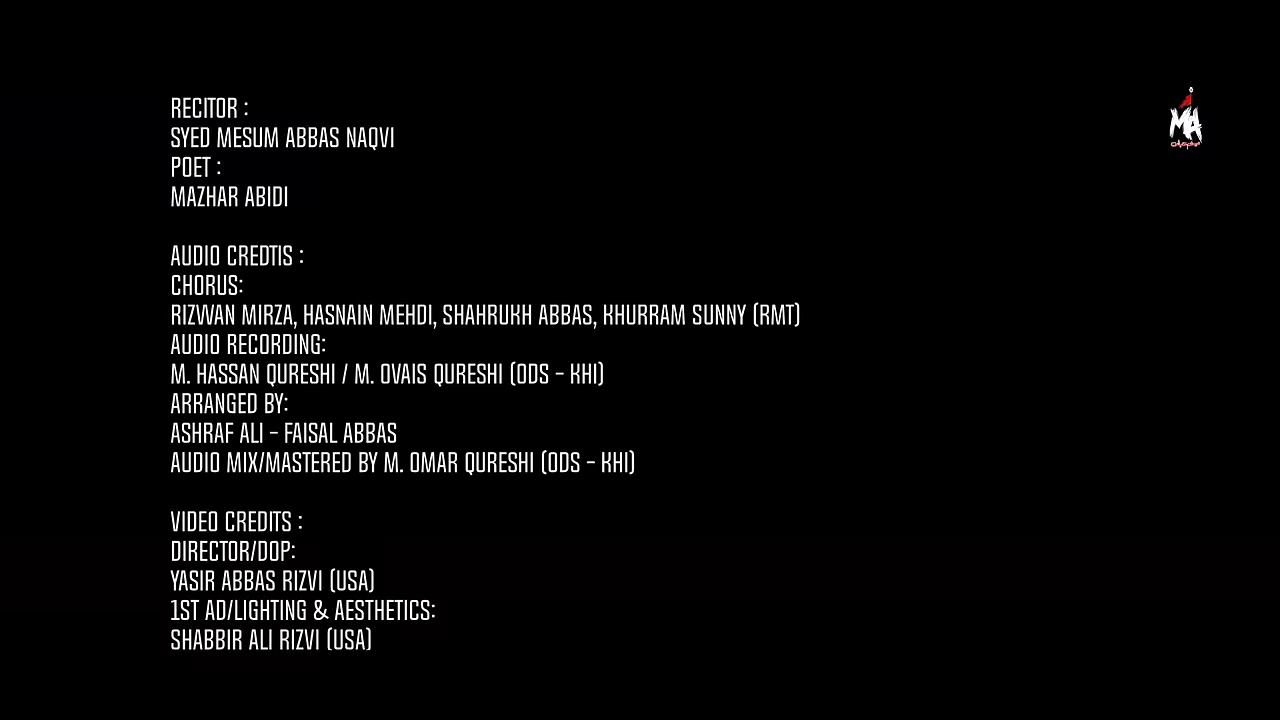 RECITOR :
SYED MESUM ABBAS NAQVI
POET :
MAZHAR ABIDI
AUDIO CREDTIS :
CHORUS:
RIZWAN MIRZA, HASNAIN MEHDI, SHAHRUKH ABBAS, KHURRAM SUNNY (RMT)
AUDIO RECORDING:
M. HASSAN QURESHI / M. OVAIS QURESHI (ODS - KHI)
ARRANGED BY:
ASHRAF ALI - FAISAL ABBAS
AUDIO MIX/MASTERED BY M. OMAR QURESHI (ODS - KHI)
VIDEO CREDITS :
DIRECTOR/DOP:
YASIR ABBAS RIZVI (USA)
1ST AD/LIGHTING & AESTHETICS:
SHABBIR ALI RIZVI (USA)
MA